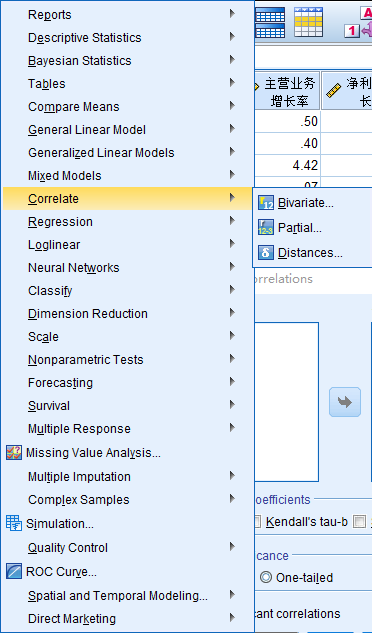 Reports
Descriptive Statistics
Bayesian Statistics
Tables
Compare Means
General Linear Model
Generalized Linear Models
Mixed Models
Correlate
Regression
Loglinear
Neural Networks
Classify
Dimension Reduction
Scale
Nonparametric Tests
Forecasting
Survival
Multiple Response
Missing Value Analysis...
Multiple Imputation
Complex Samples
Simulation...
Quality Control
ROC Curve...
Spatial and Temporal Modeling...
Direct Marketing
Bivariate...
Partial...
Distances...
A
1
主营业务
增长率
净利
长
.50
.40
4.42
orrelations
oefficients
Kendall's tau-b
cance
One-tailed
cant correlations